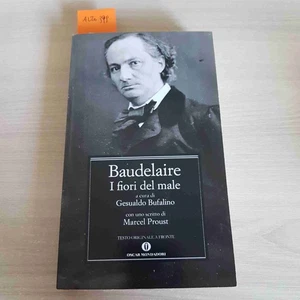 Baudelaire
I fiori del male
a cura di
Gesualdo Bufalino
con uno scritto di
Marcel Proust
TESTO ORIGINALE A FRONTE
OSCAR MONDADORI